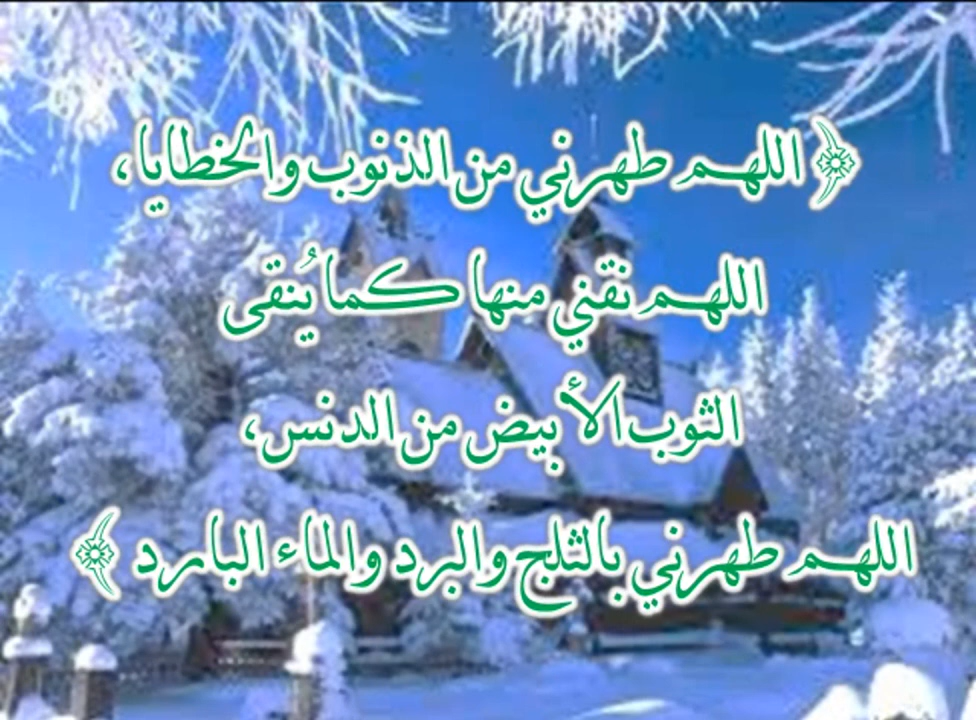 ﴿ اللهم طهرني من الذنوب والخطايا،
اللهم نقني منها كما يُنقى
الثوب الأبيض من الدنس،
اللهم طهرني بالثلج والبرد والماء البارد ﴾